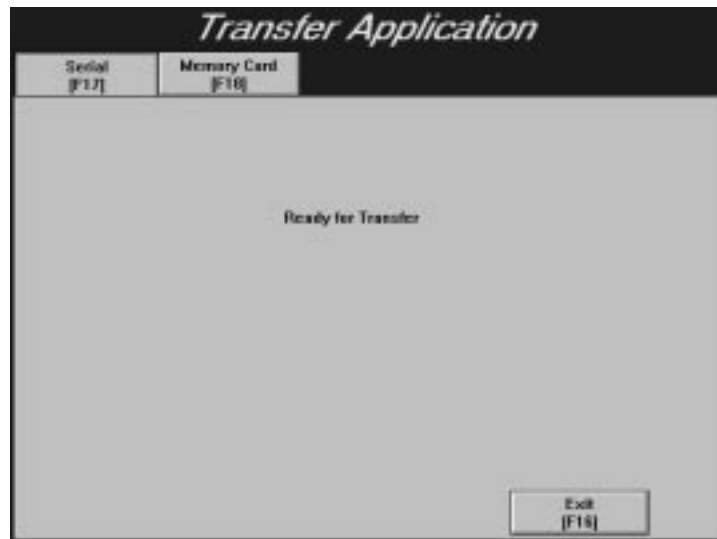 Transfer Application
Serial
[F17]
Memory Card
[F18]
Ready for Transfer
Exit
[F16]